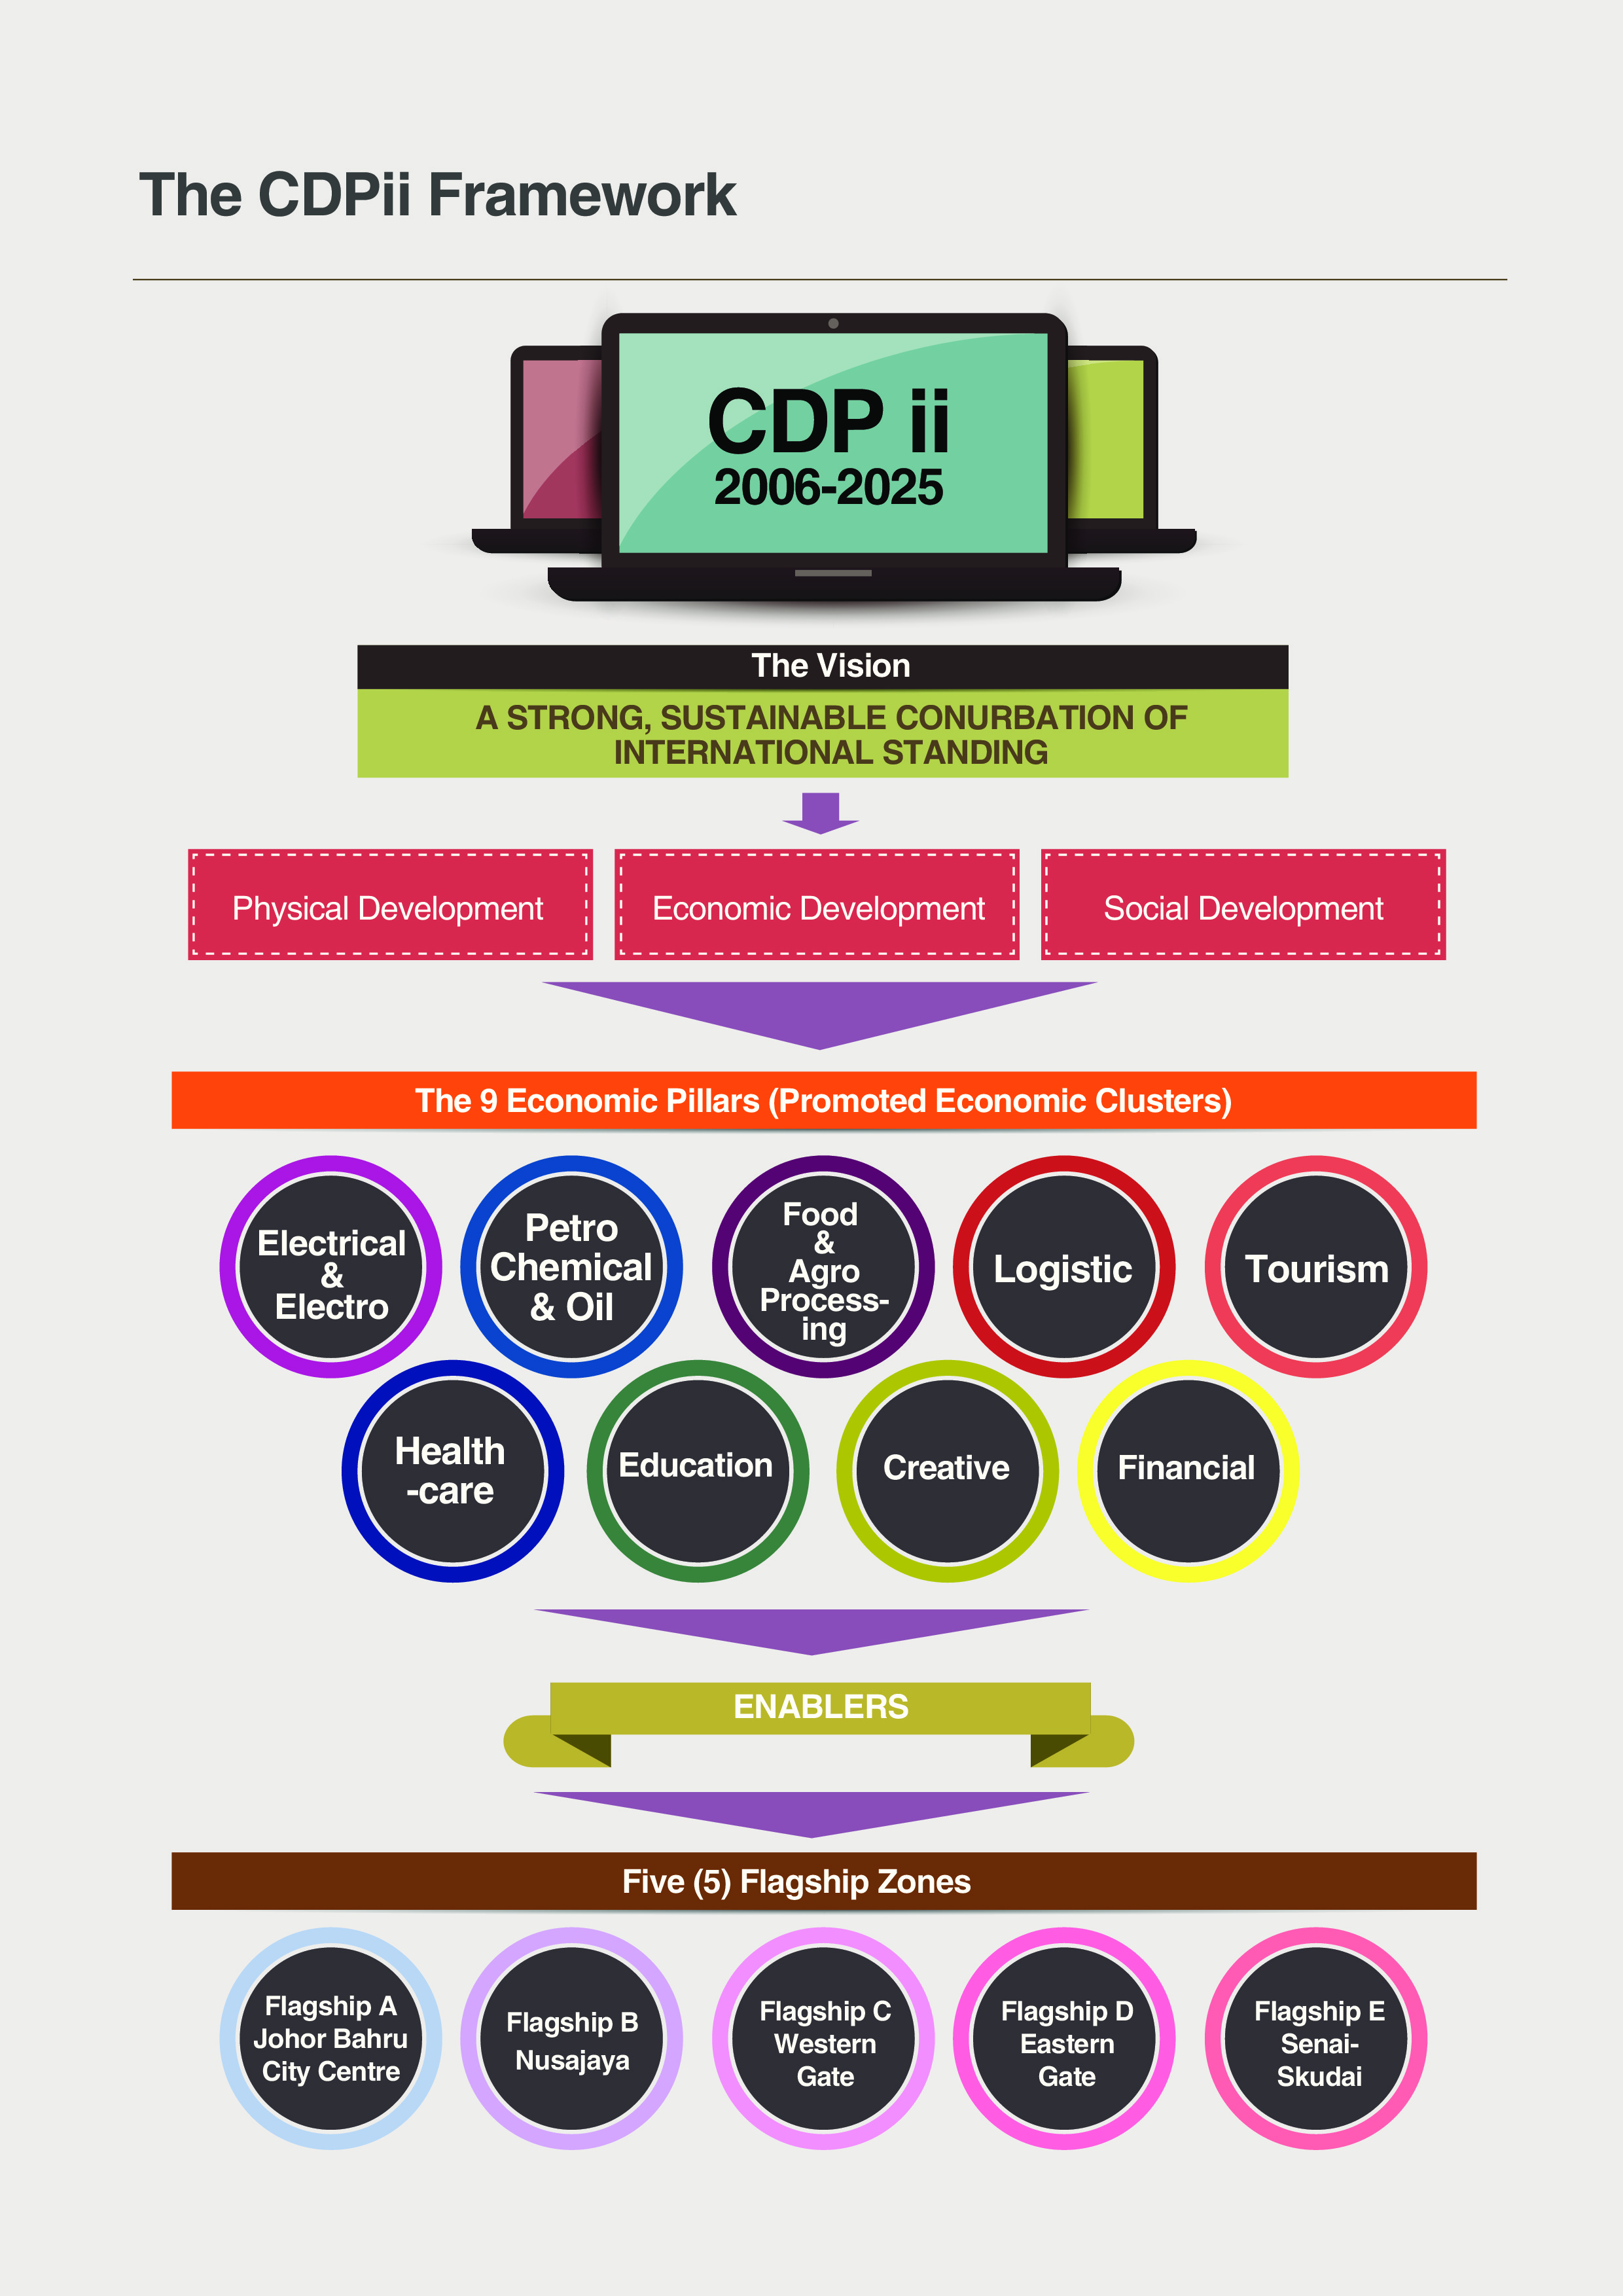 The CDPii Framework
CDP ii
2006-2025
The Vision
A STRONG, SUSTAINABLE CONURBATION OF
INTERNATIONAL STANDING
Physical Development
Economic Development
Social Development
The 9 Economic Pillars (Promoted Economic Clusters)
Electrical
&
Electro
Petro
Chemical
& Oil
Food
&
Agro
Process-
ing
Logistic
Tourism
Health
-care
Education
Creative
Financial
ENABLERS
Five (5) Flagship Zones
Flagship A
Johor Bahru
City Centre
Flagship B
Nusajaya
Flagship C
Western
Gate
Flagship D
Eastern
Gate
Flagship E
Senai-
Skudai